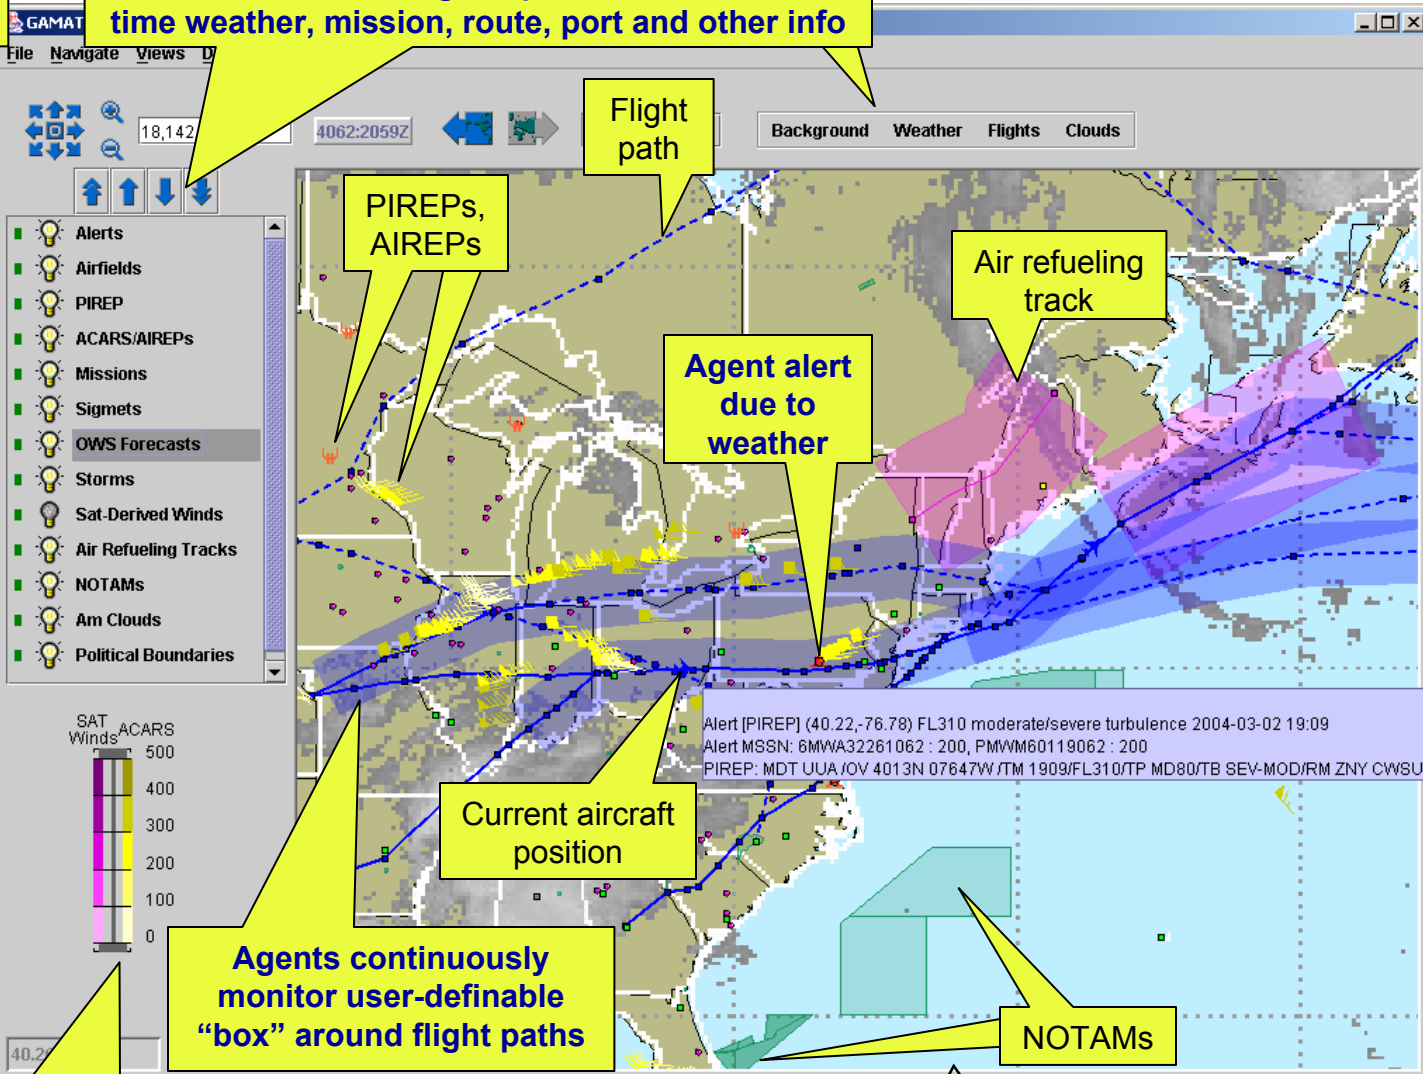 time weather, mission, route, port and other info
GAMAT
File Navigate Views D
18,142
4062:2059Z
Background Weather Flights Clouds
Flight
path
PIREPs,
AIREPs
Air refueling
track
Agent alert
due to
weather
Alerts
Airfields
PIREP
ACARS/AIREPs
Missions
Sigmets
OWS Forecasts
Storms
Sat-Derived Winds
Air Refueling Tracks
NOTAMs
Am Clouds
Political Boundaries
SAT
Winds ACARS
500
400
300
200
100
0
Alert [PIREP] (40.22,-76.78) FL310 moderate/severe turbulence 2004-03-02 19:09
Alert MSSN: 6MWA32261062 : 200, PMWM60119062 : 200
PIREP: MDT UUA /OV 4013N 07647W /TM 1909/FL310/TP MD80/TB SEV-MOD/RM ZNY CWSU
Current aircraft
position
Agents continuously
monitor user-definable
“box” around flight paths
NOTAMs
40.2